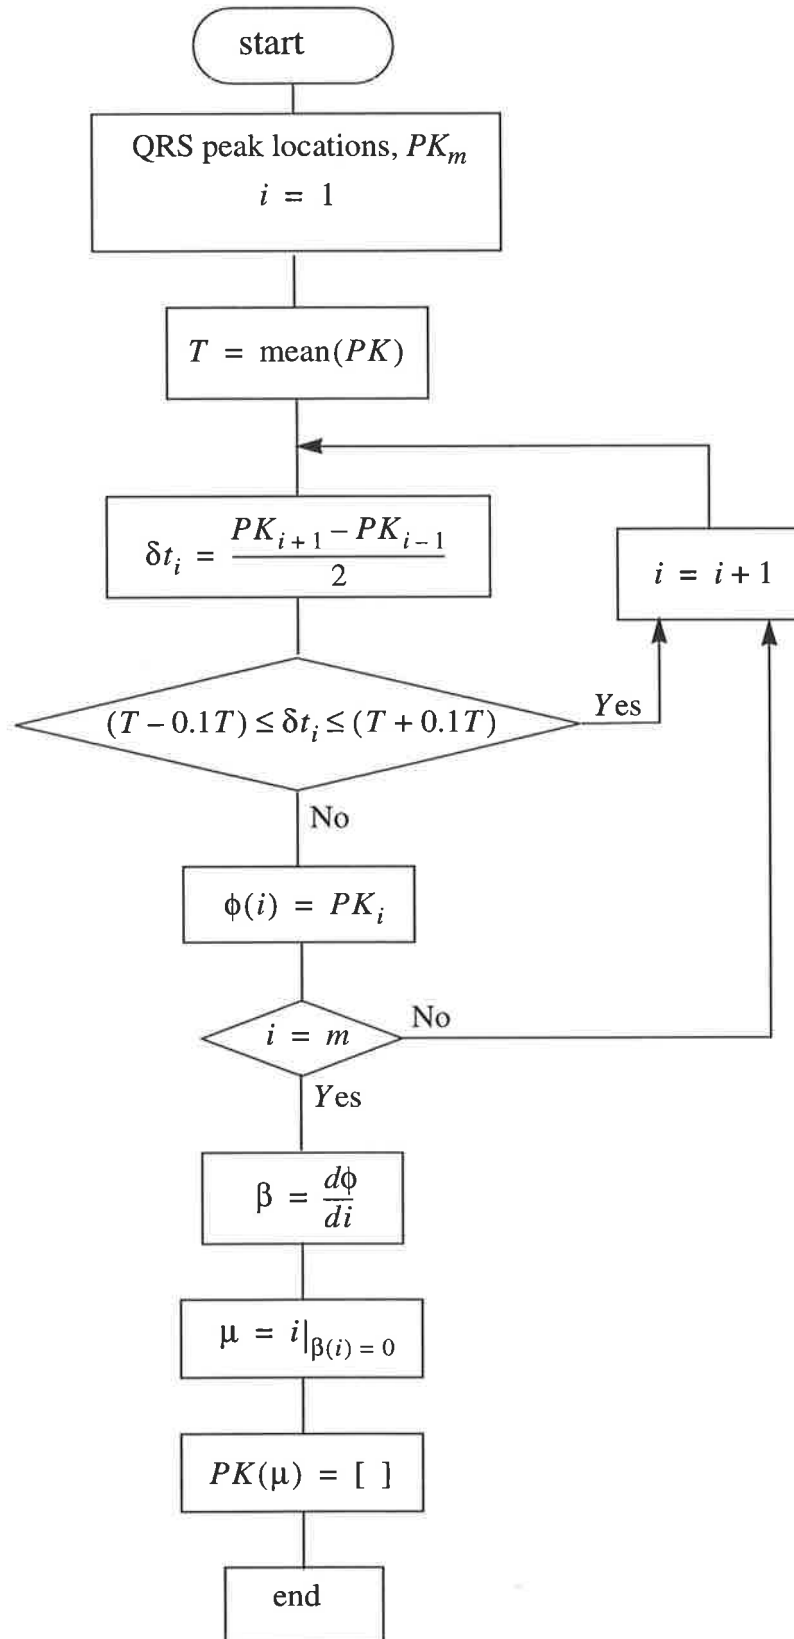 start
QRS peak locations, PK_m
i = 1
T = mean(PK)
δt_i = (PK_{i+1} − PK_{i−1}) / 2
i = i + 1
(T − 0.1T) ≤ δt_i ≤ (T + 0.1T)
Yes
No
ϕ(i) = PK_i
i = m
No
Yes
β = dϕ/di
μ = i|_{β(i) = 0}
PK(μ) = [ ]
end